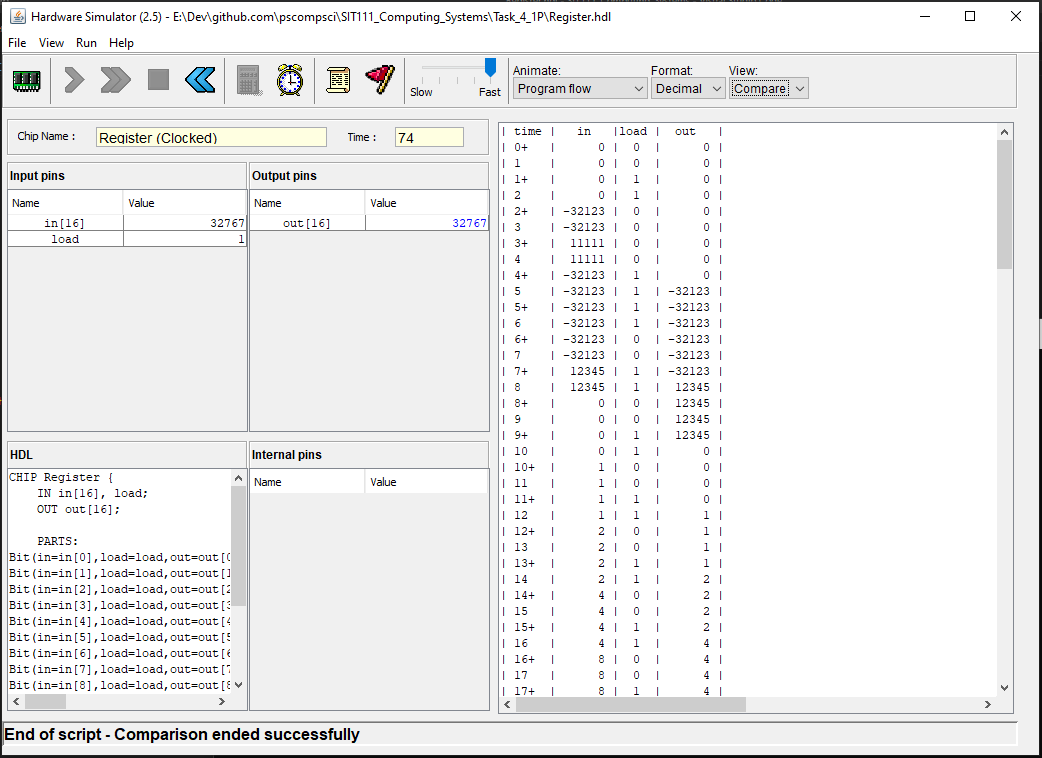 Hardware Simulator (2.5) - E:\Dev\github.com\pscompsci\SIT111_Computing_Systems\Task_4_1P\Register.hdl
File View Run Help
Slow Fast
Animate: Format: View:
Program flow Decimal Compare
Chip Name : Register (Clocked) Time : 74
Input pins
Name Value
in[16] 32767
load 1
Output pins
Name Value
out[16] 32767
HDL
CHIP Register {
IN in[16], load;
OUT out[16];
PARTS:
Bit(in=in[0],load=load,out=out[0
Bit(in=in[1],load=load,out=out[1
Bit(in=in[2],load=load,out=out[2
Bit(in=in[3],load=load,out=out[3
Bit(in=in[4],load=load,out=out[4
Bit(in=in[5],load=load,out=out[5
Bit(in=in[6],load=load,out=out[6
Bit(in=in[7],load=load,out=out[7
Bit(in=in[8],load=load,out=out[8
Internal pins
Name Value
| time | in |load | out |
| 0+ | 0 | 0 | 0 |
| 1 | 0 | 0 | 0 |
| 1+ | 0 | 1 | 0 |
| 2 | 0 | 1 | 0 |
| 2+ | -32123 | 0 | 0 |
| 3 | -32123 | 0 | 0 |
| 3+ | 11111 | 0 | 0 |
| 4 | 11111 | 0 | 0 |
| 4+ | -32123 | 1 | 0 |
| 5 | -32123 | 1 | -32123 |
| 5+ | -32123 | 1 | -32123 |
| 6 | -32123 | 1 | -32123 |
| 6+ | -32123 | 0 | -32123 |
| 7 | -32123 | 0 | -32123 |
| 7+ | 12345 | 1 | -32123 |
| 8 | 12345 | 1 | 12345 |
| 8+ | 0 | 0 | 12345 |
| 9 | 0 | 0 | 12345 |
| 9+ | 0 | 1 | 12345 |
| 10 | 0 | 1 | 0 |
| 10+ | 1 | 0 | 0 |
| 11 | 1 | 0 | 0 |
| 11+ | 1 | 1 | 0 |
| 12 | 1 | 1 | 1 |
| 12+ | 2 | 0 | 1 |
| 13 | 2 | 0 | 1 |
| 13+ | 2 | 1 | 1 |
| 14 | 2 | 1 | 2 |
| 14+ | 4 | 0 | 2 |
| 15 | 4 | 0 | 2 |
| 15+ | 4 | 1 | 2 |
| 16 | 4 | 1 | 4 |
| 16+ | 8 | 0 | 4 |
| 17 | 8 | 0 | 4 |
| 17+ | 8 | 1 | 4 |
End of script - Comparison ended successfully